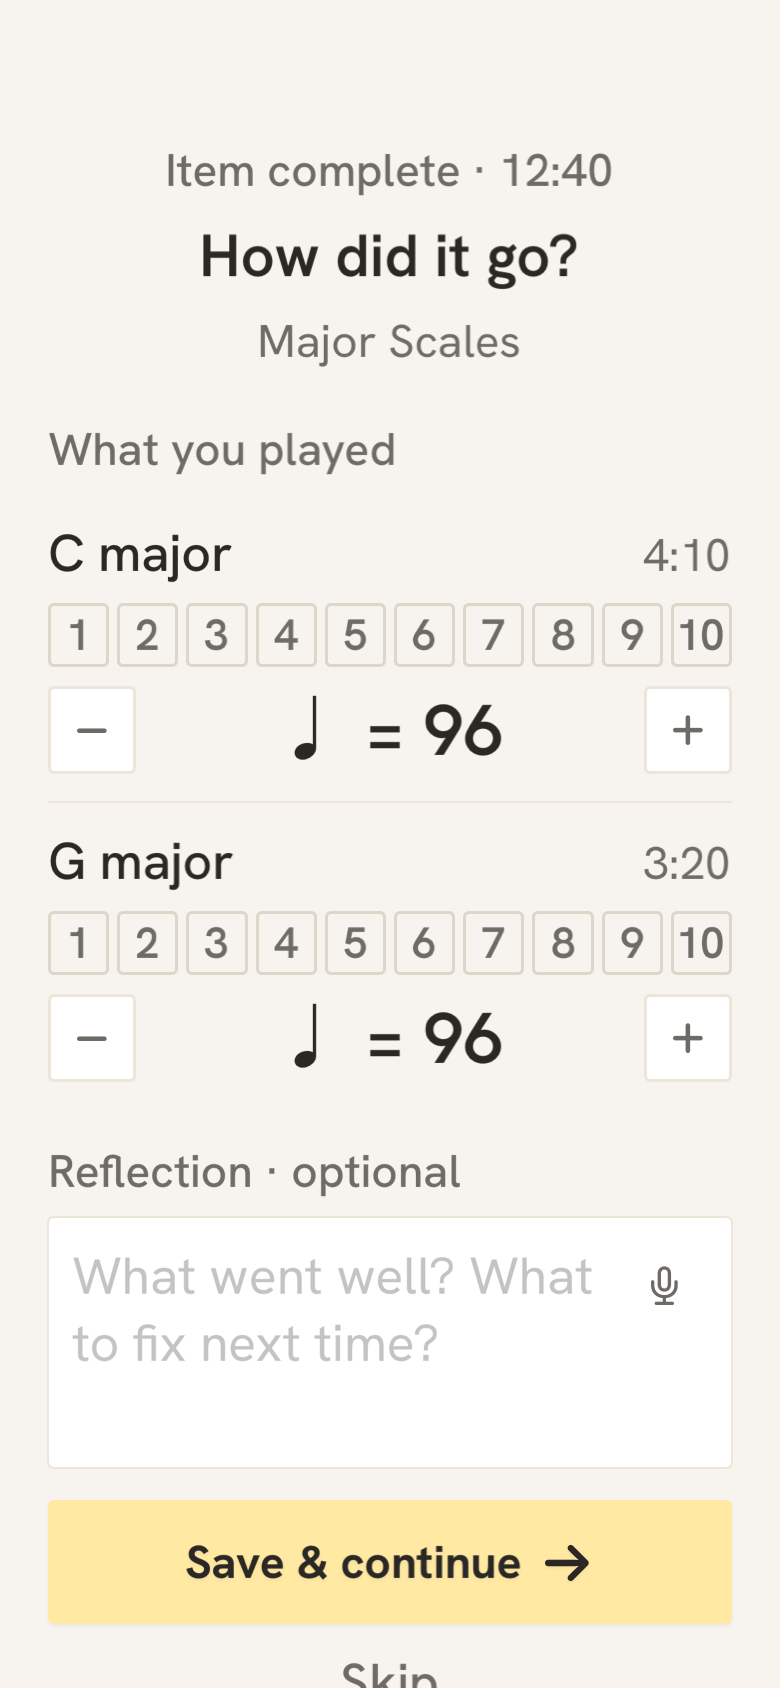 Item complete · 12:40
How did it go?
Major Scales
What you played
C major 4:10
1 2 3 4 5 6 7 8 9 10
− ♩ = 96 +
G major 3:20
1 2 3 4 5 6 7 8 9 10
− ♩ = 96 +
Reflection · optional
What went well? What
to fix next time?
Save & continue →
Skip